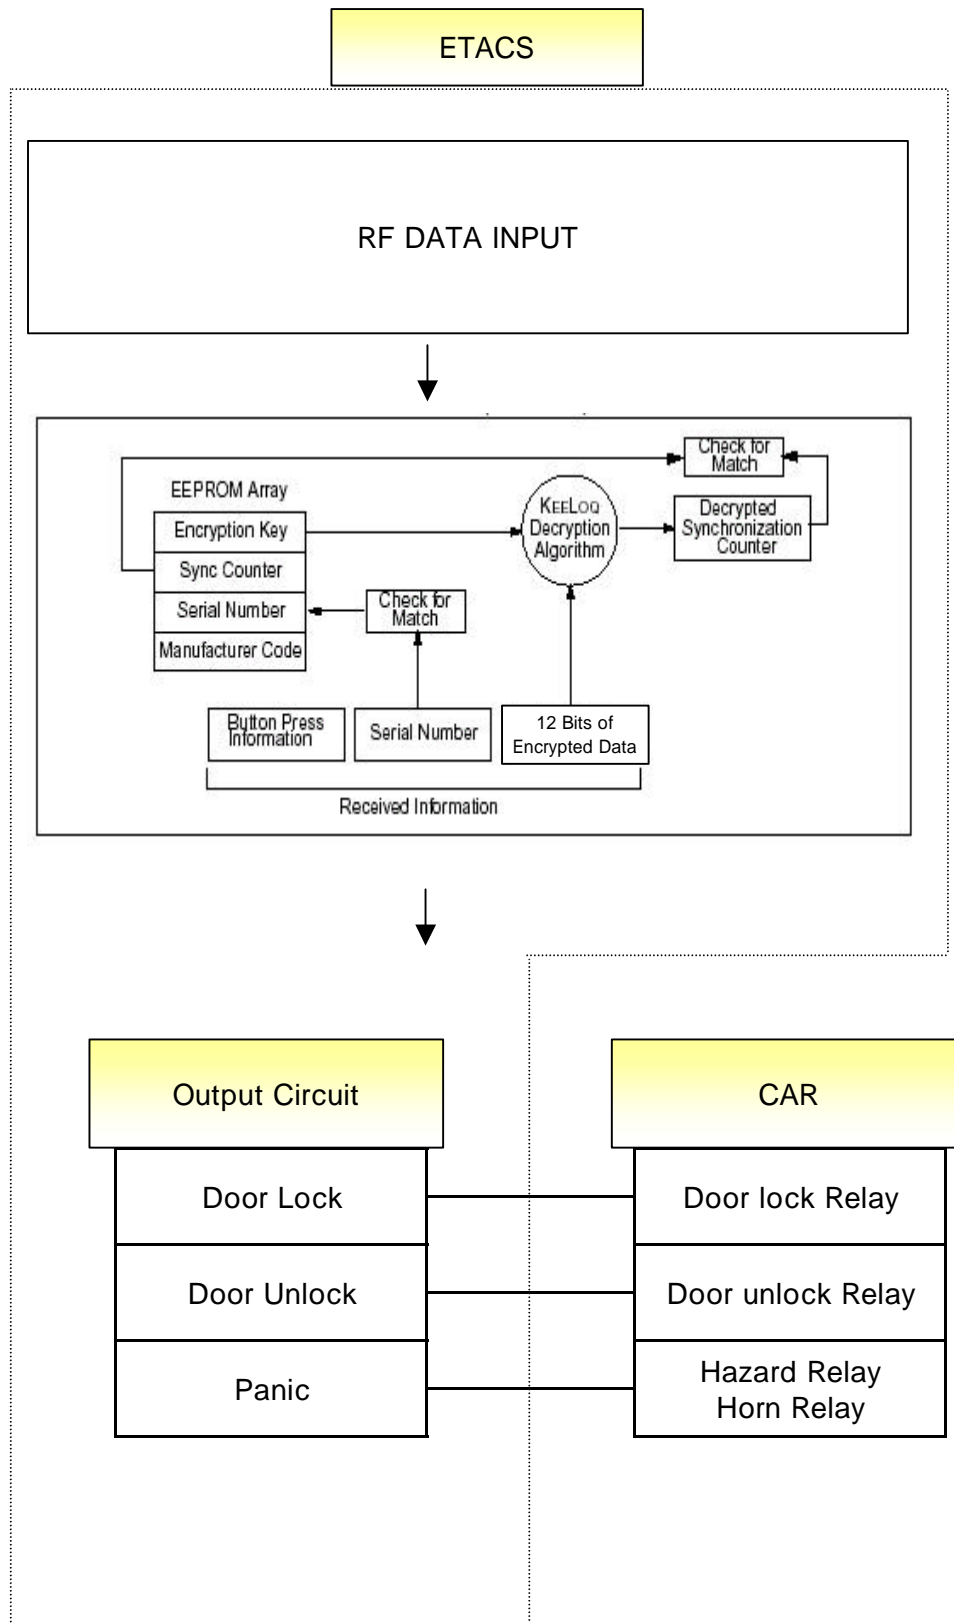 ETACS
RF DATA INPUT
Check for
Match
EEPROM Array
Encryption Key
Sync Counter
Serial Number
Manufacturer Code
KEELOQ
Decryption
Algorithm
Decrypted
Synchronization
Counter
Check for
Match
Button Press
Information
Serial Number
12 Bits of
Encrypted Data
Received Information
Output Circuit
CAR
Door Lock
Door lock Relay
Door Unlock
Door unlock Relay
Panic
Hazard Relay
Horn Relay